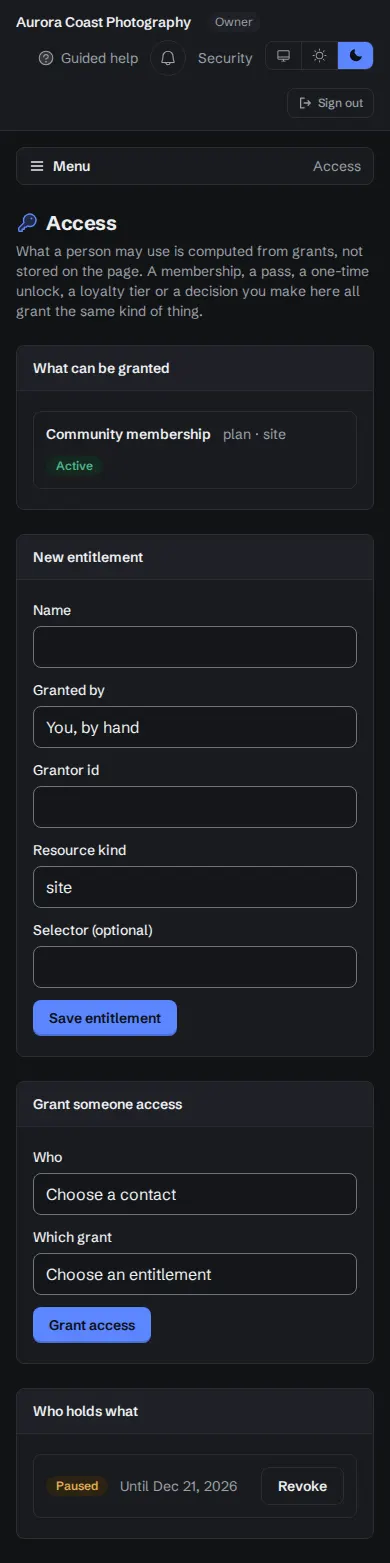 Aurora Coast Photography Owner
Guided help Security
Sign out
Menu Access
Access
What a person may use is computed from grants, not
stored on the page. A membership, a pass, a one-time
unlock, a loyalty tier or a decision you make here all
grant the same kind of thing.
What can be granted
Community membership plan · site
Active
New entitlement
Name
Granted by
You, by hand
Grantor id
Resource kind
site
Selector (optional)
Save entitlement
Grant someone access
Who
Choose a contact
Which grant
Choose an entitlement
Grant access
Who holds what
Paused Until Dec 21, 2026 Revoke